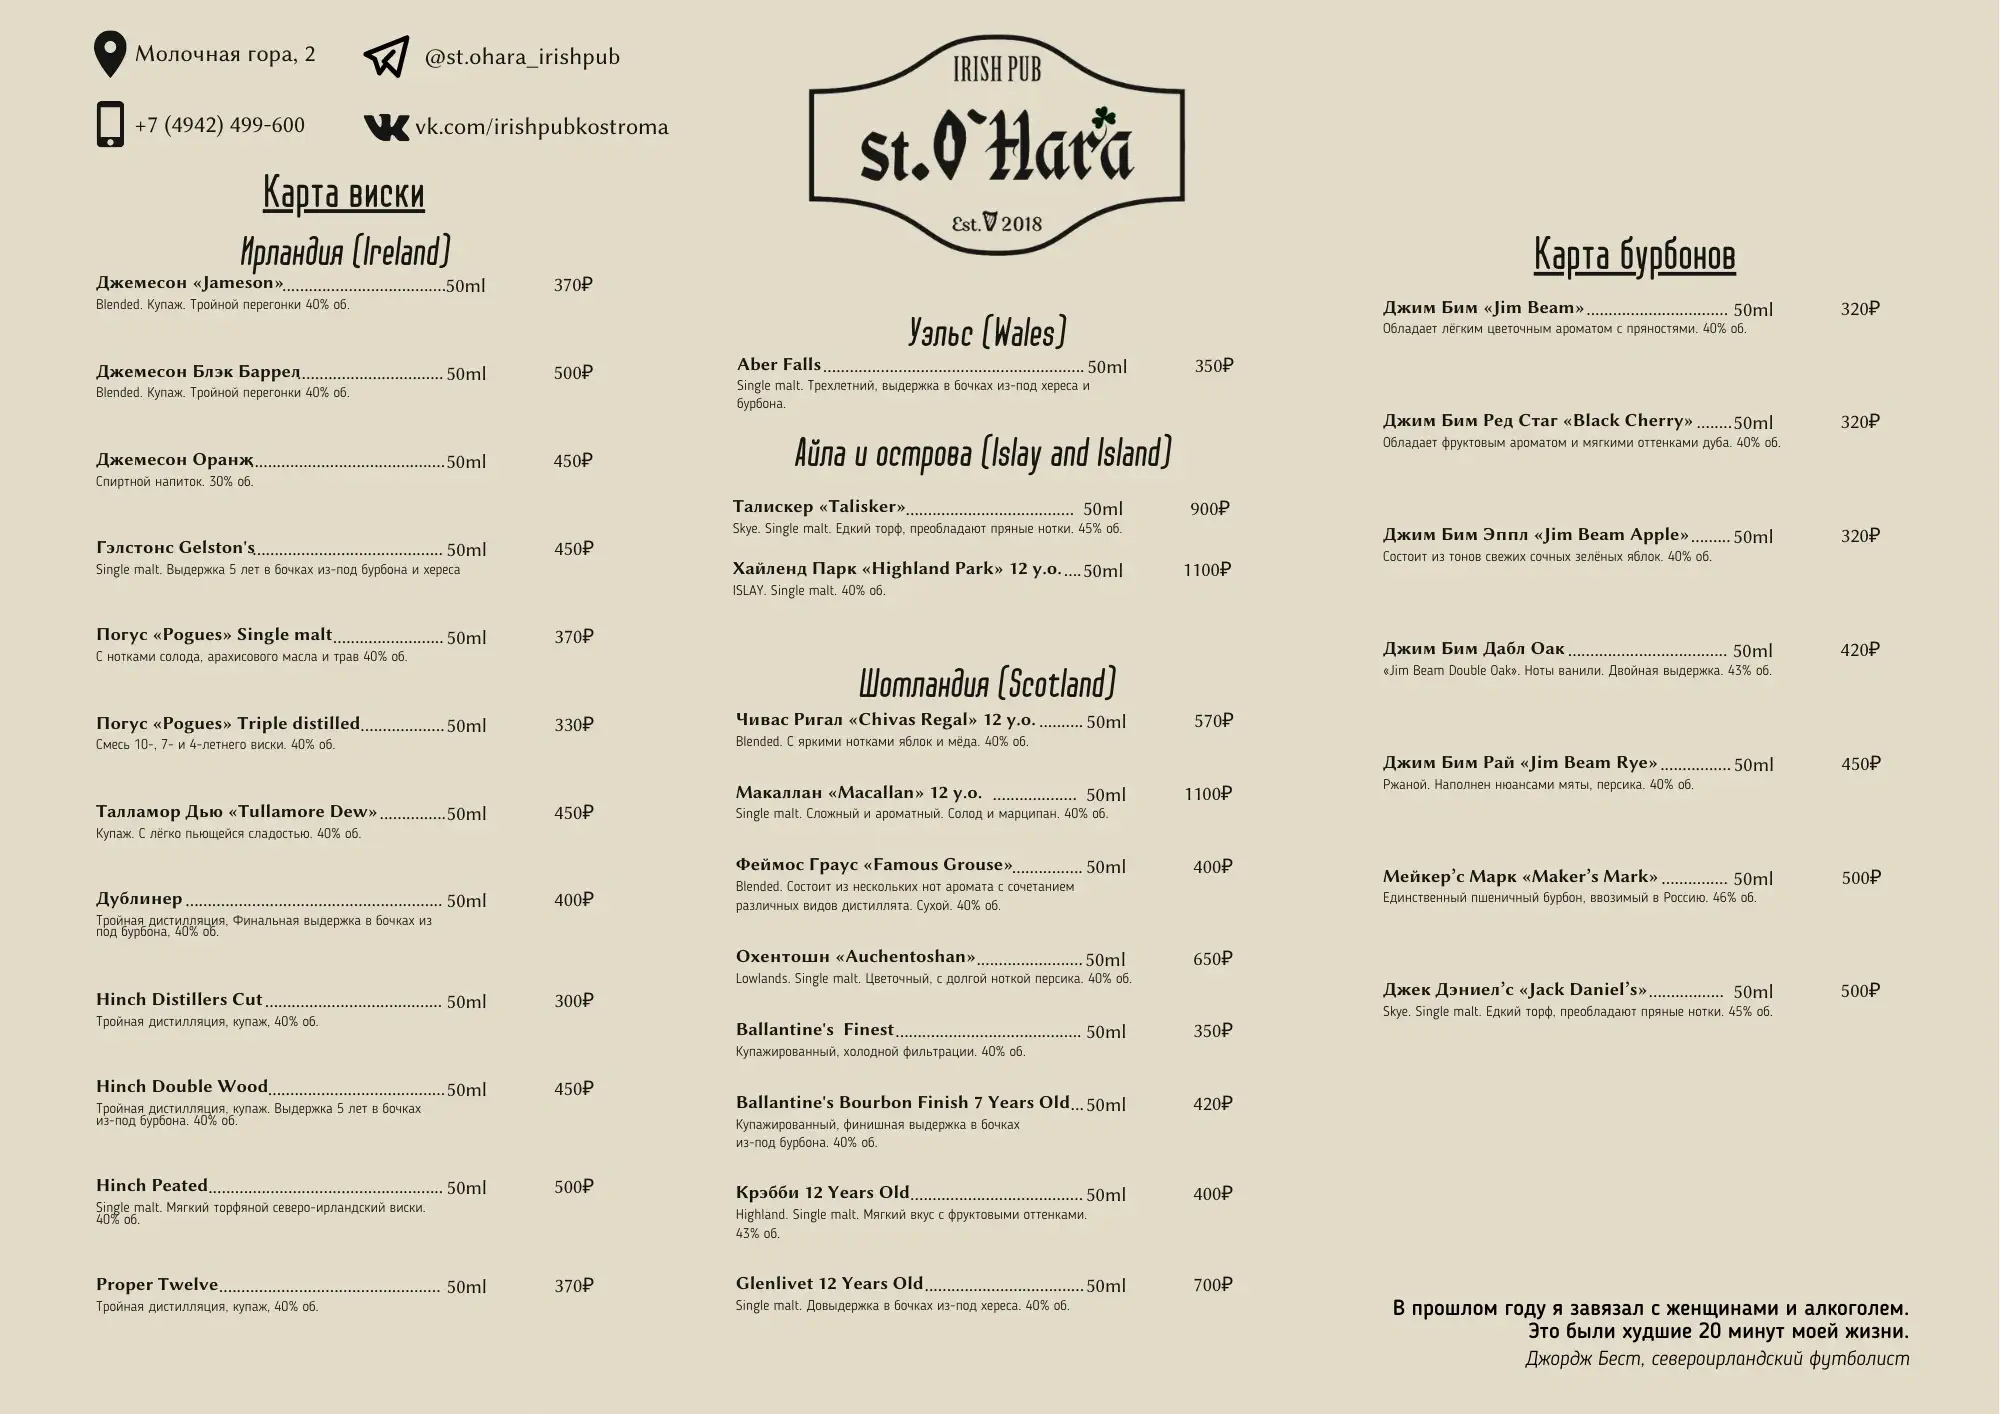 Молочная гора, 2
@st.ohara_irishpub
+7 (4942) 499-600
vk.com/irishpubkostroma
IRISH PUB
st.O`Hara
Est. 2018
Карта виски
Ирландия (Ireland)
Джемесон «Jameson» 50ml 370₽
Blended. Купаж. Тройной перегонки 40% об.
Джемесон Блэк Баррел 50ml 500₽
Blended. Купаж. Тройной перегонки 40% об.
Джемесон Оранж 50ml 450₽
Спиртной напиток. 30% об.
Гэлстонс Gelston's 50ml 450₽
Single malt. Выдержка 5 лет в бочках из-под бурбона и хереса
Погус «Pogues» Single malt 50ml 370₽
С нотками солода, арахисового масла и трав 40% об.
Погус «Pogues» Triple distilled 50ml 330₽
Смесь 10-, 7- и 4-летнего виски. 40% об.
Талламор Дью «Tullamore Dew» 50ml 450₽
Купаж. С лёгко пьющейся сладостью. 40% об.
Дублинер 50ml 400₽
Тройная дистилляция, Финальная выдержка в бочках из
под бурбона, 40% об.
Hinch Distillers Cut 50ml 300₽
Тройная дистилляция, купаж, 40% об.
Hinch Double Wood 50ml 450₽
Тройная дистилляция, купаж. Выдержка 5 лет в бочках
из-под бурбона. 40% об.
Hinch Peated 50ml 500₽
Single malt. Мягкий торфяной северо-ирландский виски.
40% об.
Proper Twelve 50ml 370₽
Тройная дистилляция, купаж, 40% об.
Уэльс (Wales)
Aber Falls 50ml 350₽
Single malt. Трехлетний, выдержка в бочках из-под хереса и
бурбона.
Айла и острова (Islay and Island)
Талискер «Talisker» 50ml 900₽
Skye. Single malt. Едкий торф, преобладают пряные нотки. 45% об.
Хайленд Парк «Highland Park» 12 y.o. 50ml 1100₽
ISLAY. Single malt. 40% об.
Шотландия (Scotland)
Чивас Ригал «Chivas Regal» 12 y.o. 50ml 570₽
Blended. С яркими нотками яблок и мёда. 40% об.
Макаллан «Macallan» 12 y.o. 50ml 1100₽
Single malt. Сложный и ароматный. Солод и марципан. 40% об.
Феймос Граус «Famous Grouse» 50ml 400₽
Blended. Состоит из нескольких нот аромата с сочетанием
различных видов дистиллята. Сухой. 40% об.
Охентошн «Auchentoshan» 50ml 650₽
Lowlands. Single malt. Цветочный, с долгой ноткой персика. 40% об.
Ballantine's Finest 50ml 350₽
Купажированный, холодной фильтрации. 40% об.
Ballantine's Bourbon Finish 7 Years Old 50ml 420₽
Купажированный, финишная выдержка в бочках
из-под бурбона. 40% об.
Крэбби 12 Years Old 50ml 400₽
Highland. Single malt. Мягкий вкус с фруктовыми оттенками.
43% об.
Glenlivet 12 Years Old 50ml 700₽
Single malt. Довыдержка в бочках из-под хереса. 40% об.
Карта бурбонов
Джим Бим «Jim Beam» 50ml 320₽
Обладает лёгким цветочным ароматом с пряностями. 40% об.
Джим Бим Ред Стаг «Black Cherry» 50ml 320₽
Обладает фруктовым ароматом и мягкими оттенками дуба. 40% об.
Джим Бим Эппл «Jim Beam Apple» 50ml 320₽
Состоит из тонов свежих сочных зелёных яблок. 40% об.
Джим Бим Дабл Оак 50ml 420₽
«Jim Beam Double Oak». Ноты ванили. Двойная выдержка. 43% об.
Джим Бим Рай «Jim Beam Rye» 50ml 450₽
Ржаной. Наполнен нюансами мяты, персика. 40% об.
Мейкер’с Марк «Maker’s Mark» 50ml 500₽
Единственный пшеничный бурбон, ввозимый в Россию. 46% об.
Джек Дэниел’с «Jack Daniel’s» 50ml 500₽
Skye. Single malt. Едкий торф, преобладают пряные нотки. 45% об.
В прошлом году я завязал с женщинами и алкоголем.
Это были худшие 20 минут моей жизни.
Джордж Бест, североирландский футболист